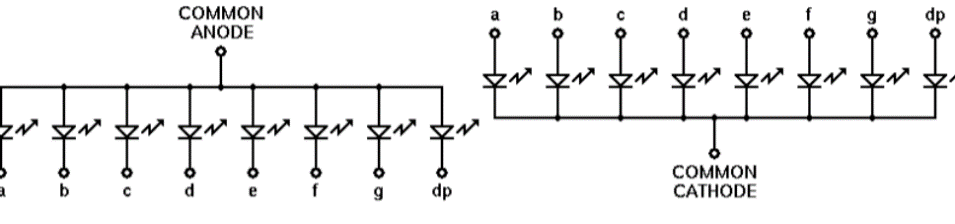 COMMON
ANODE
a b c d e f g dp
a b c d e f g dp
COMMON
CATHODE